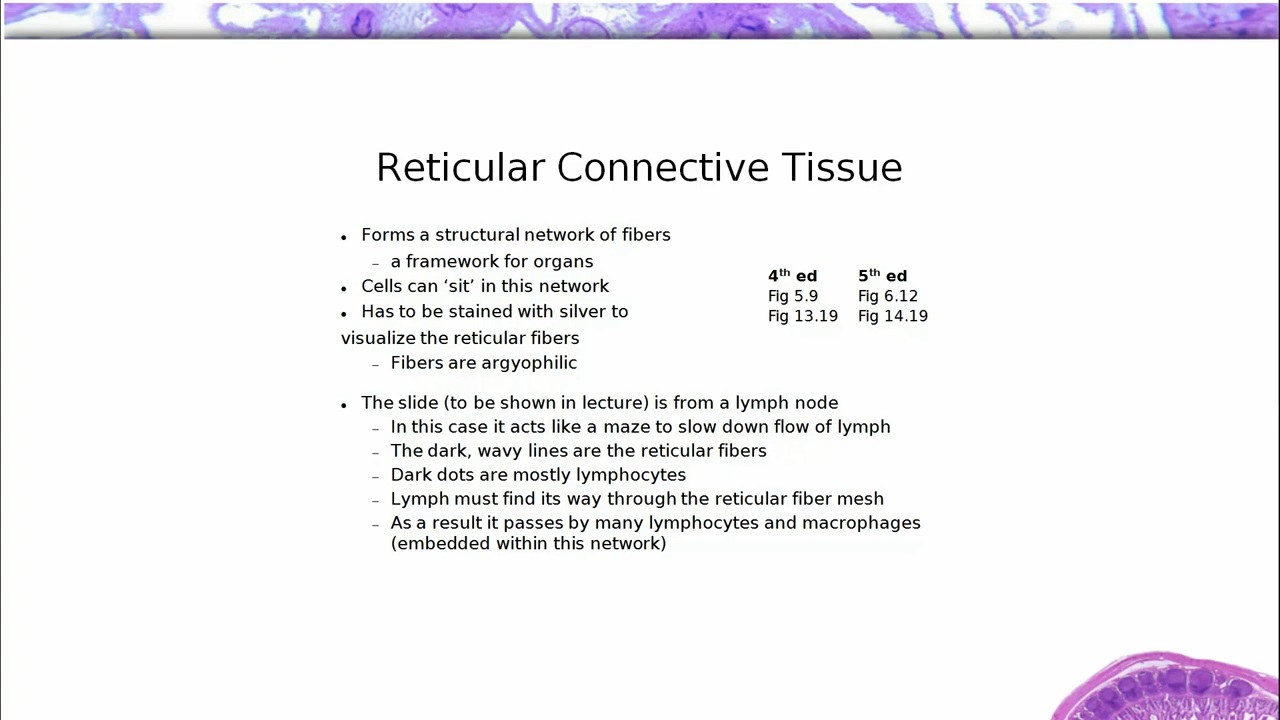 Reticular Connective Tissue
• Forms a structural network of fibers
– a framework for organs
• Cells can ‘sit’ in this network
• Has to be stained with silver to
visualize the reticular fibers
– Fibers are argyophilic
4th ed 5th ed
Fig 5.9 Fig 6.12
Fig 13.19 Fig 14.19
• The slide (to be shown in lecture) is from a lymph node
– In this case it acts like a maze to slow down flow of lymph
– The dark, wavy lines are the reticular fibers
– Dark dots are mostly lymphocytes
– Lymph must find its way through the reticular fiber mesh
– As a result it passes by many lymphocytes and macrophages
(embedded within this network)